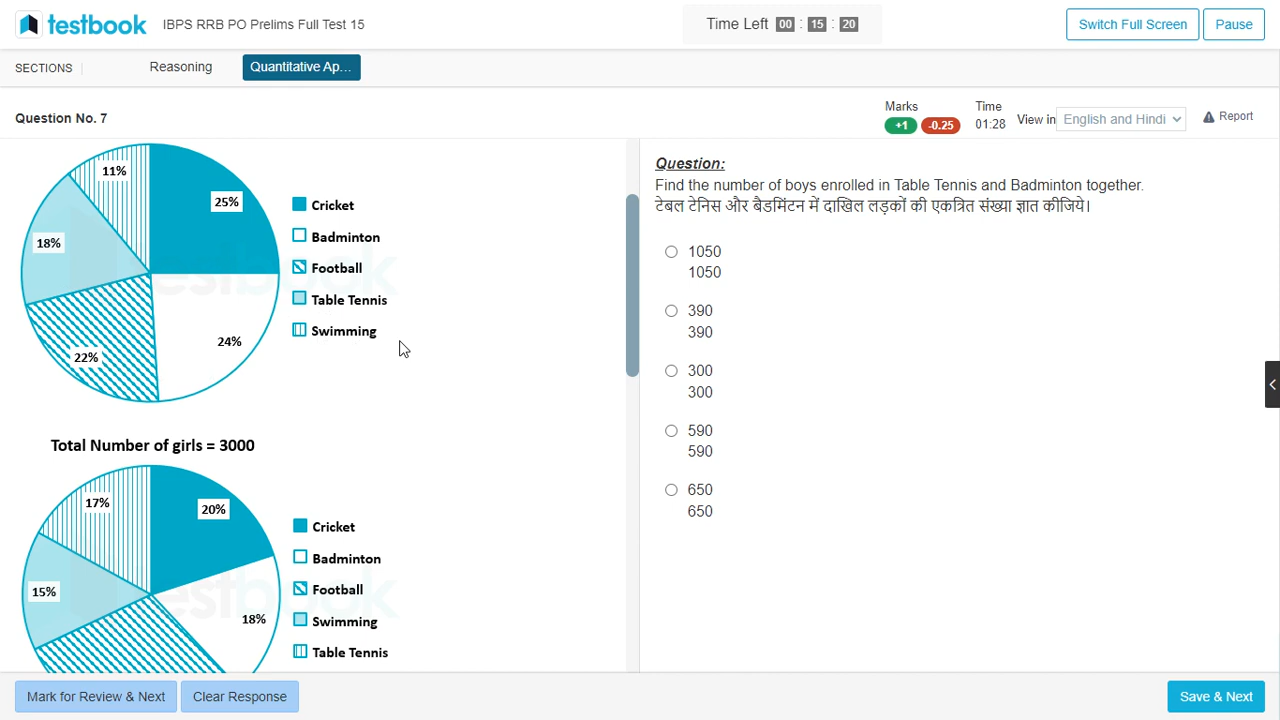 testbook
IBPS RRB PO Prelims Full Test 15
Time Left 00 : 15 : 20
Switch Full Screen
Pause
SECTIONS
Reasoning
Quantitative Ap...
Question No. 7
Marks
+1 -0.25
Time
01:28
View in English and Hindi
Report
11%
25%
18%
24%
22%
Cricket
Badminton
Football
Table Tennis
Swimming
Total Number of girls = 3000
17%
20%
15%
18%
Cricket
Badminton
Football
Swimming
Table Tennis
Question:
Find the number of boys enrolled in Table Tennis and Badminton together.
टेबल टेनिस और बैडमिंटन में दाखिल लड़कों की एकत्रित संख्या ज्ञात कीजिये।
1050
1050
390
390
300
300
590
590
650
650
Mark for Review & Next
Clear Response
Save & Next